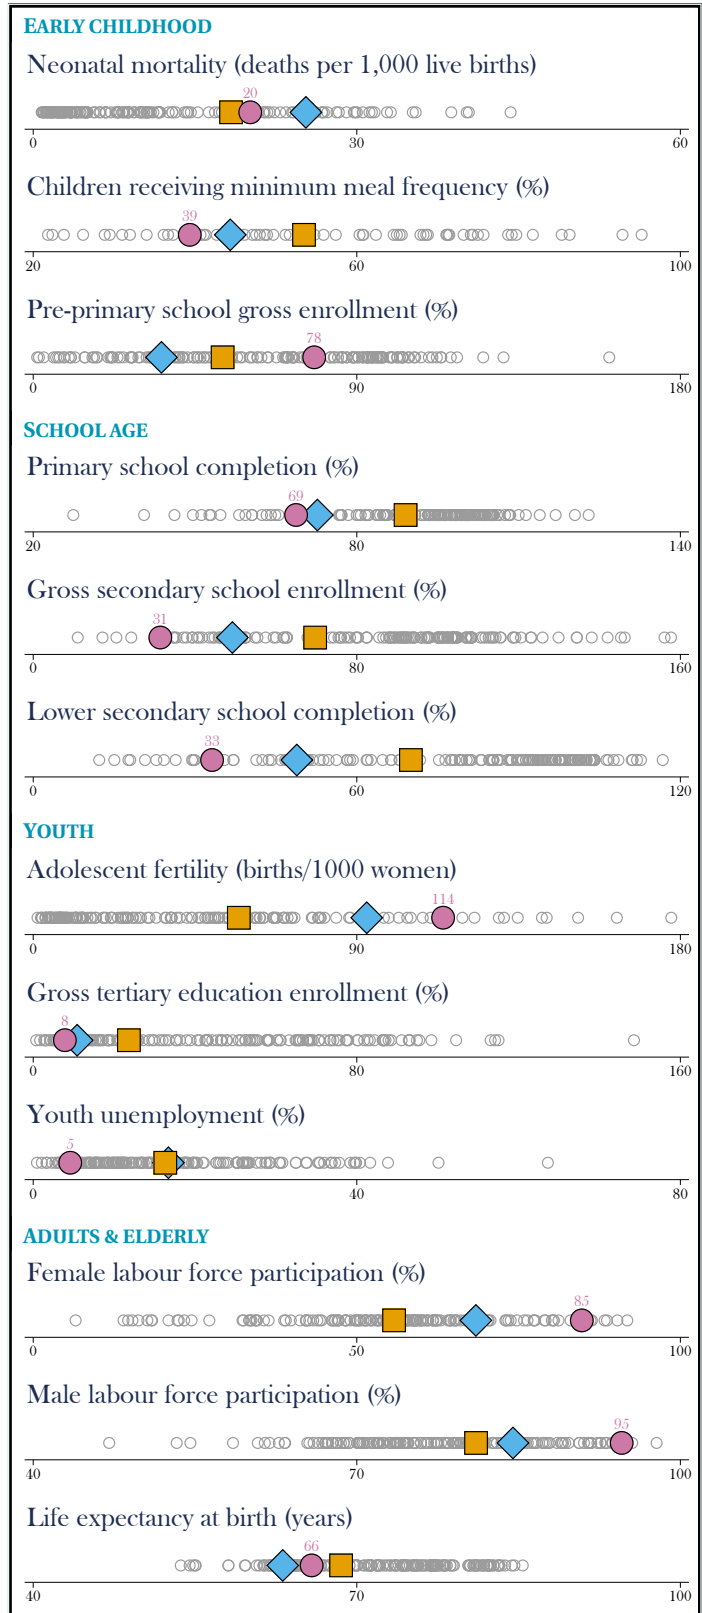 EARLY CHILDHOOD
Neonatal mortality (deaths per 1,000 live births)
20
0 30 60
Children receiving minimum meal frequency (%)
39
20 60 100
Pre-primary school gross enrollment (%)
78
0 90 180
SCHOOL AGE
Primary school completion (%)
69
20 80 140
Gross secondary school enrollment (%)
31
0 80 160
Lower secondary school completion (%)
33
0 60 120
YOUTH
Adolescent fertility (births/1000 women)
114
0 90 180
Gross tertiary education enrollment (%)
8
0 80 160
Youth unemployment (%)
5
0 40 80
ADULTS & ELDERLY
Female labour force participation (%)
85
0 50 100
Male labour force participation (%)
95
40 70 100
Life expectancy at birth (years)
66
40 70 100